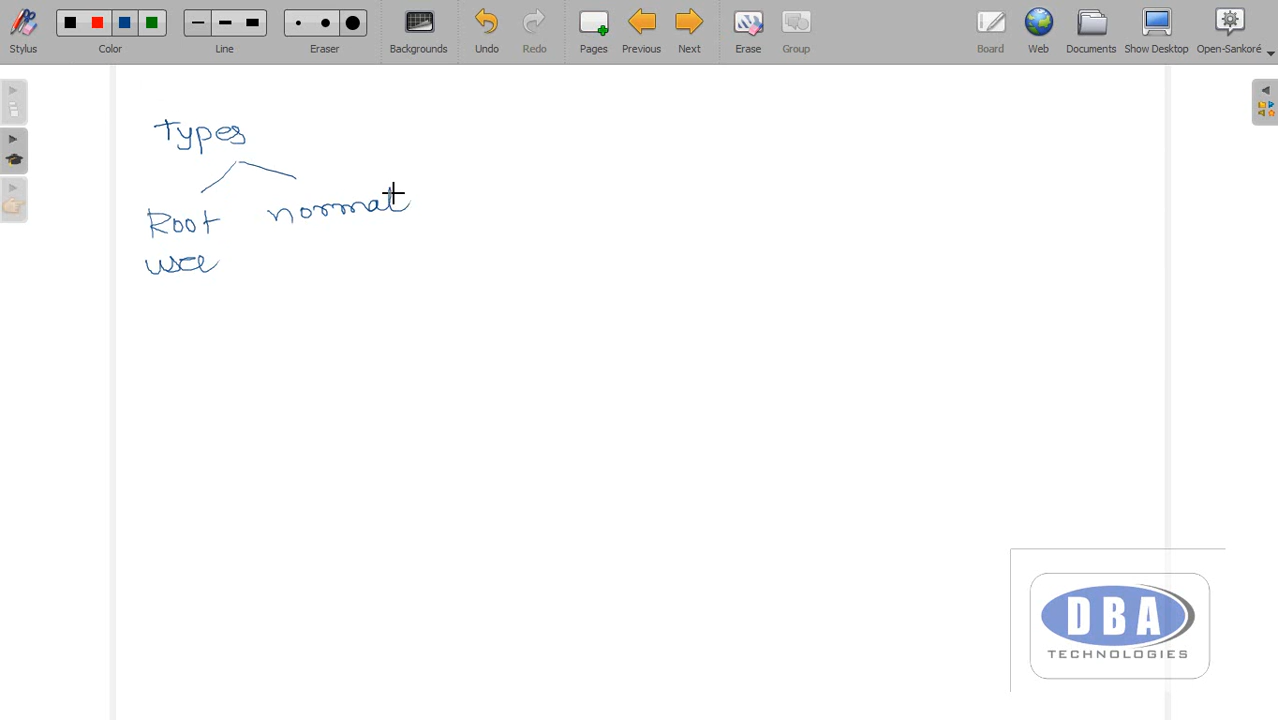 Stylus Color Line Eraser Backgrounds Undo Redo Pages Previous Next Erase Group Board Web Documents Show Desktop Open-Sankoré
Types
Root normal
use
DBA
TECHNOLOGIES